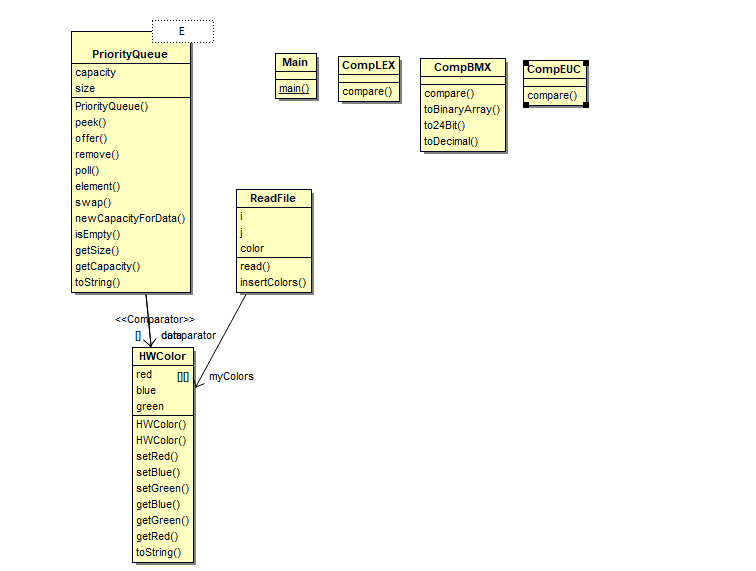 E
PriorityQueue
capacity
size
PriorityQueue()
peek()
offer()
remove()
poll()
element()
swap()
newCapacityForData()
isEmpty()
getSize()
getCapacity()
toString()
Main
main()
CompLEX
compare()
CompBMX
compare()
toBinaryArray()
to24Bit()
toDecimal()
CompEUC
compare()
ReadFile
i
j
color
read()
insertColors()
<<Comparator>>
[] data
comparator
[][] myColors
HWColor
red
blue
green
HWColor()
HWColor()
setRed()
setBlue()
setGreen()
getBlue()
getGreen()
getRed()
toString()